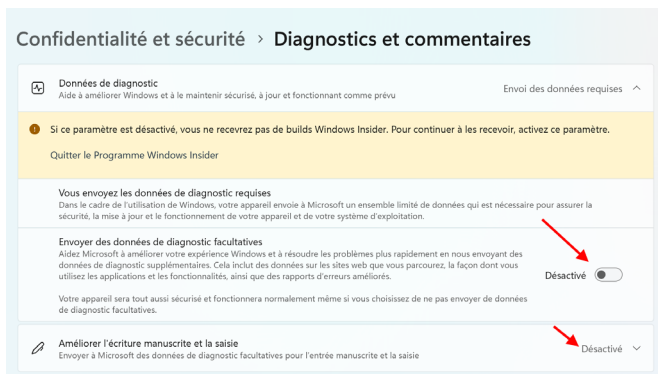 Confidentialité et sécurité > Diagnostics et commentaires
Données de diagnostic
Aide à améliorer Windows et à le maintenir sécurisé, à jour et fonctionnant comme prévu
Envoi des données requises
Si ce paramètre est désactivé, vous ne recevrez pas de builds Windows Insider. Pour continuer à les recevoir, activez ce paramètre.
Quitter le Programme Windows Insider
Vous envoyez les données de diagnostic requises
Dans le cadre de l'utilisation de Windows, votre appareil envoie à Microsoft un ensemble limité de données qui est nécessaire pour assurer la
sécurité, la mise à jour et le fonctionnement de votre appareil et de votre système d'exploitation.
Envoyer des données de diagnostic facultatives
Aidez Microsoft à améliorer votre expérience Windows et à résoudre les problèmes plus rapidement en nous envoyant des
données de diagnostic supplémentaires. Cela inclut des données sur les sites web que vous parcourez, la façon dont vous
utilisez les applications et les fonctionnalités, ainsi que des rapports d'erreurs améliorés.
Désactivé
Votre appareil sera tout aussi sécurisé et fonctionnera normalement même si vous choisissez de ne pas envoyer de données
de diagnostic facultatives.
Améliorer l'écriture manuscrite et la saisie
Envoyer à Microsoft des données de diagnostic facultatives pour l'entrée manuscrite et la saisie
Désactivé